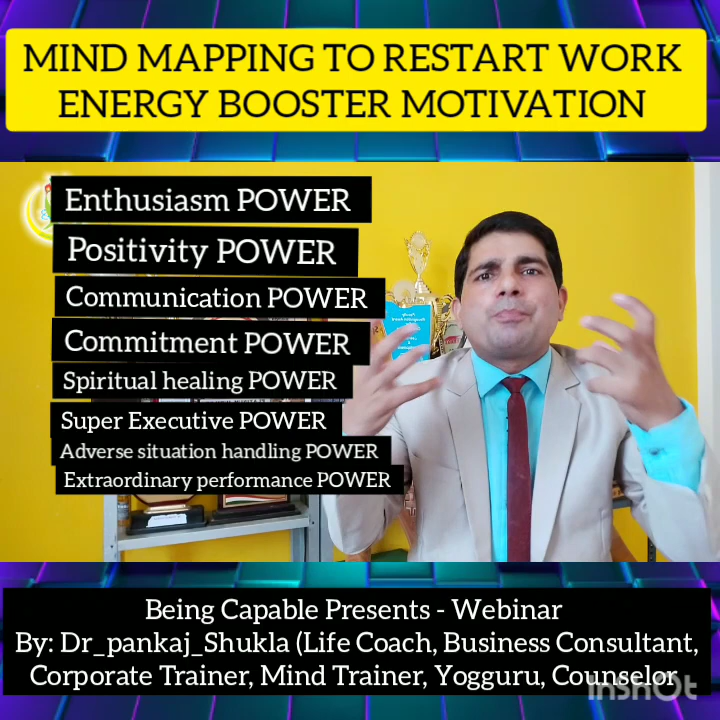 MIND MAPPING TO RESTART WORK
ENERGY BOOSTER MOTIVATION
Enthusiasm POWER
Positivity POWER
Communication POWER
Commitment POWER
Spiritual healing POWER
Super Executive POWER
Adverse situation handling POWER
Extraordinary performance POWER
Being Capable Presents - Webinar
By: Dr_pankaj_Shukla (Life Coach, Business Consultant,
Corporate Trainer, Mind Trainer, Yogguru, Counselor
InShOt